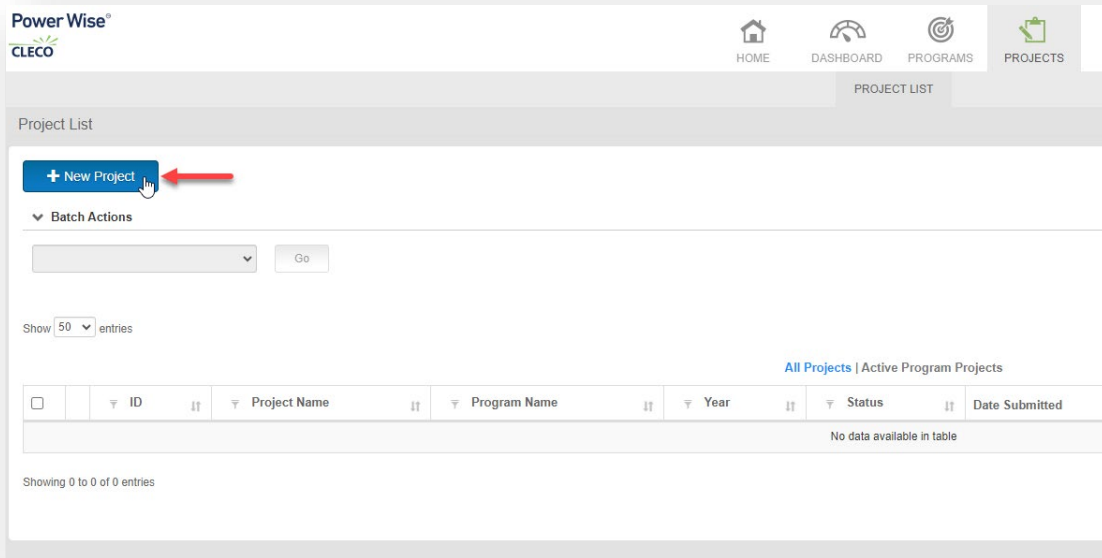 Power Wise®
CLECO
HOME
DASHBOARD
PROGRAMS
PROJECTS
PROJECT LIST
Project List
New Project
Batch Actions
Go
Show 50 entries
All Projects | Active Program Projects
ID Project Name Program Name Year Status Date Submitted
No data available in table
Showing 0 to 0 of 0 entries